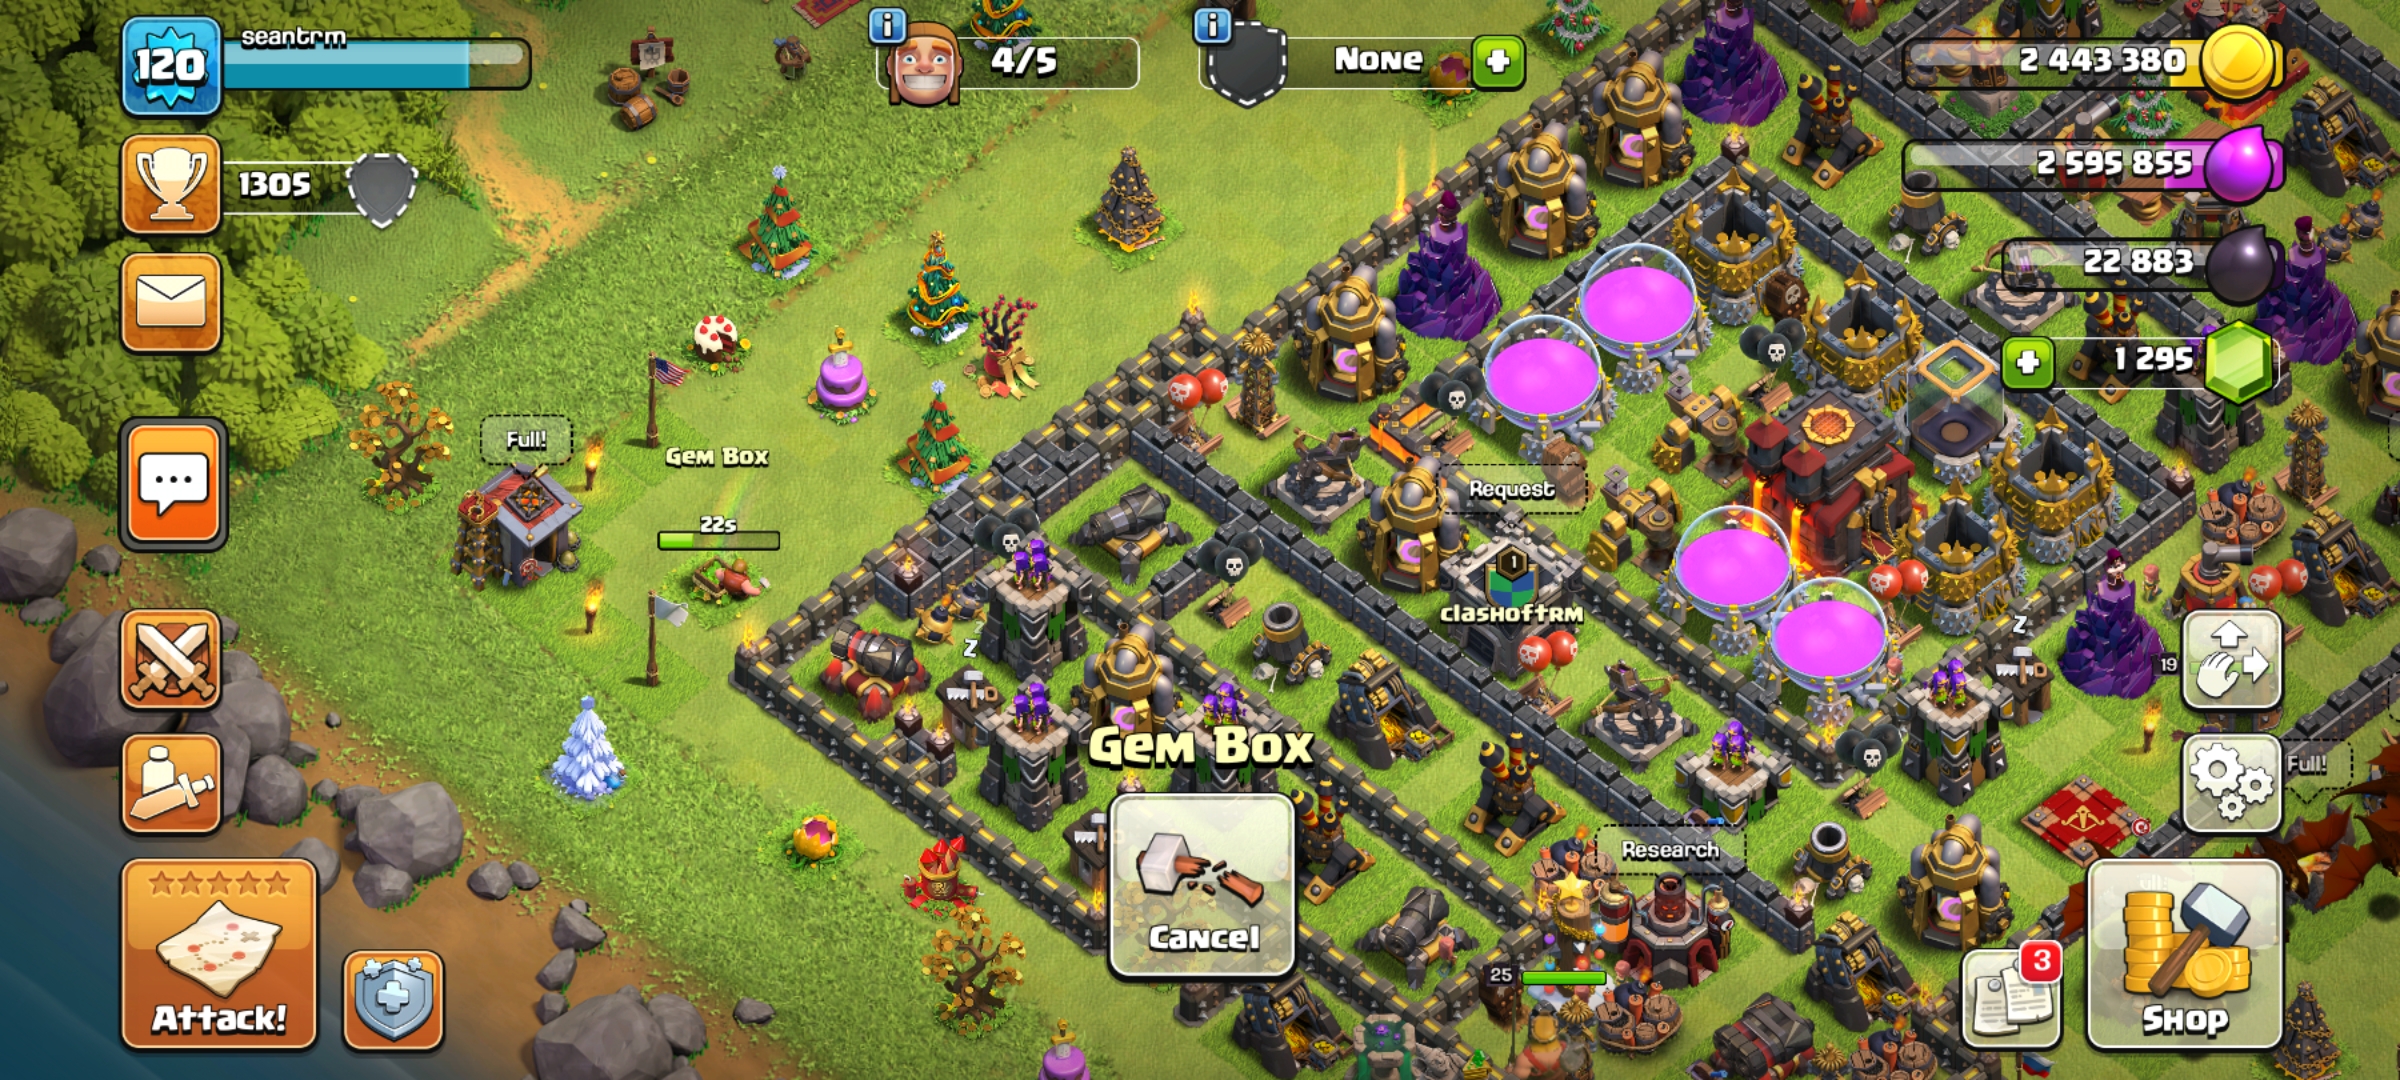 120
seantrm
4/5
None
2 443 380
1305
2 595 855
22 883
1 295
Full!
Gem Box
Request
22s
1
clashoftrm
z
z
19
Gem Box
Full!
Research
Cancel
25
3
Attack!
Shop